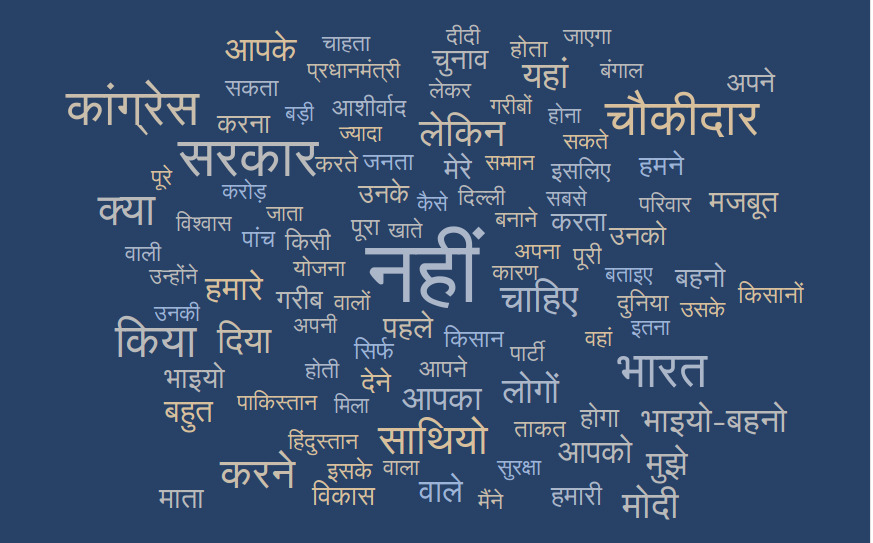 दीदी जाएगा
आपके चाहता चुनाव होता
प्रधानमंत्री यहां बंगाल
सकता लेकर अपने
कांग्रेस बड़ी आशीर्वाद गरीबों होना चौकीदार
करना ज्यादा लेकिन सकते
सरकार करते जनता मेरे सम्मान इसलिए हमने
पूरे करोड़ उनके कैसे दिल्ली सबसे परिवार मजबूत
क्या विश्वास जाता पूरा खाते बनाने करता उनको
वाली पांच किसी नहीं अपना पूरी
उन्होंने योजना कारण बताइए बहनो
हमारे गरीब वालों चाहिए दुनिया उसके किसानों
उनकी अपनी पहले इतना
किया दिया सिर्फ किसान पार्टी वहां
भाइयो होती देने आपने भारत
बहुत पाकिस्तान मिला आपका लोगों होगा भाइयो-बहनो
हिंदुस्तान साथियो ताकत
करने इसके वाला सुरक्षा आपको मुझे
माता विकास वाले मैंने हमारी मोदी